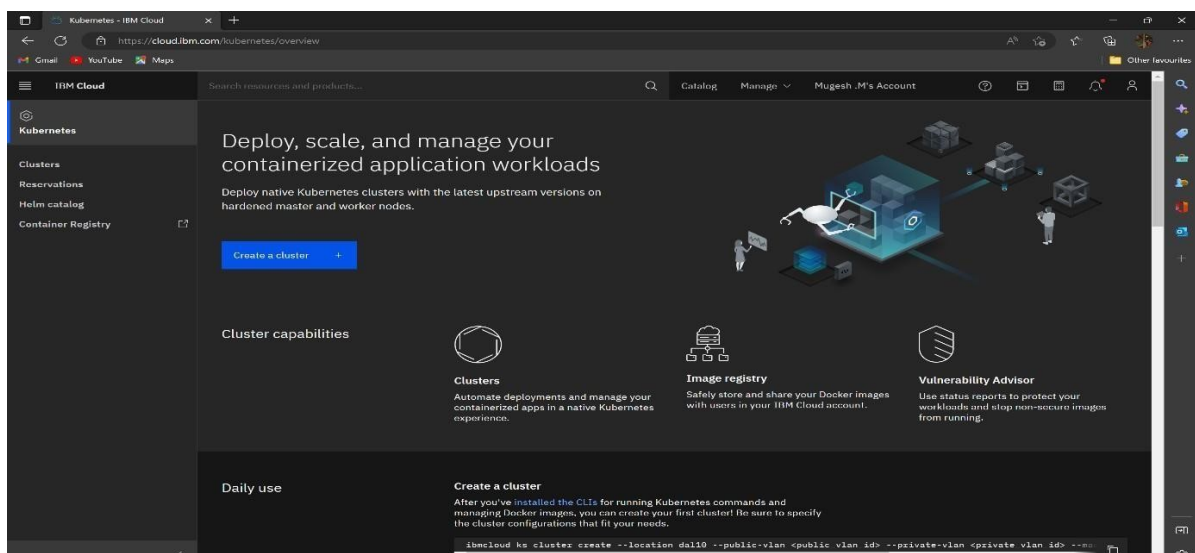 Kubernetes - IBM Cloud
https://cloud.ibm.com/kubernetes/overview
Gmail YouTube Maps Other favourites
IBM Cloud Search resources and products... Catalog Manage Mugesh .M's Account
Kubernetes
Clusters
Reservations
Helm catalog
Container Registry
Deploy, scale, and manage your
containerized application workloads
Deploy native Kubernetes clusters with the latest upstream versions on
hardened master and worker nodes.
Create a cluster +
Cluster capabilities
Clusters
Automate deployments and manage your
containerized apps in a native Kubernetes
experience.
Image registry
Safely store and share your Docker images
with users in your IBM Cloud account.
Vulnerability Advisor
Use status reports to protect your
workloads and stop non-secure images
from running.
Daily use
Create a cluster
After you've installed the CLIs for running Kubernetes commands and
managing Docker images, you can create your first cluster! Be sure to specify
the cluster configurations that fit your needs.
ibmcloud ks cluster create --location dal10 --public-vlan <public vlan id> --private-vlan <private vlan id>